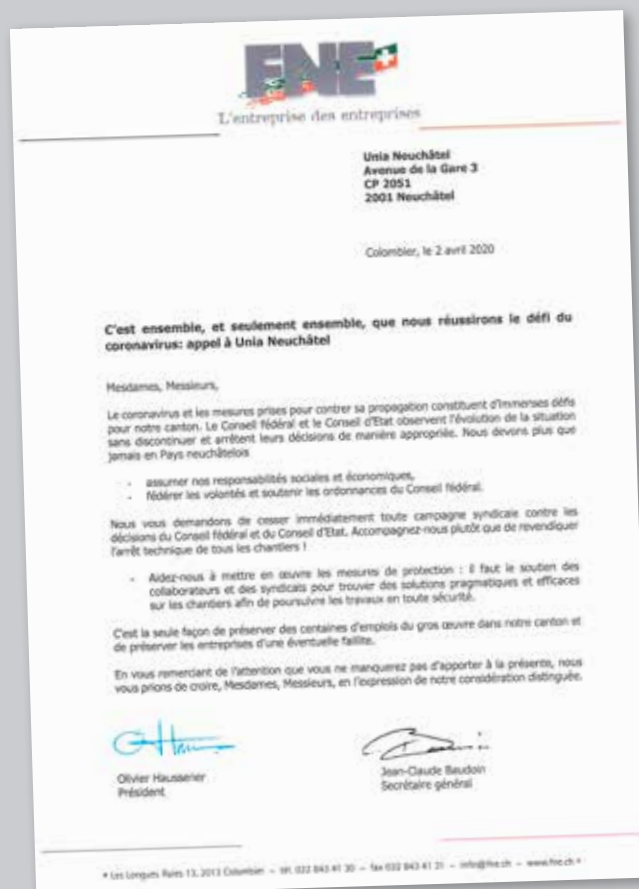 FNE
L'entreprise des entreprises
Unia Neuchâtel
Avenue de la Gare 3
CP 2051
2001 Neuchâtel
Colombier, le 2 avril 2020
C'est ensemble, et seulement ensemble, que nous réussirons le défi du
coronavirus: appel à Unia Neuchâtel
Mesdames, Messieurs,
Le coronavirus et les mesures prises pour contrer sa propagation constituent d'immenses défis
pour notre canton. Le Conseil fédéral et le Conseil d'Etat observent l'évolution de la situation
sans discontinuer et arrêtent leurs décisions de manière appropriée. Nous devons plus que
jamais en Pays neuchâtelois
- assumer nos responsabilités sociales et économiques,
- fédérer les volontés et soutenir les ordonnances du Conseil fédéral.
Nous vous demandons de cesser immédiatement toute campagne syndicale contre les
décisions du Conseil fédéral et du Conseil d'Etat. Accompagnez-nous plutôt que de revendiquer
l'arrêt technique de tous les chantiers !
- Aidez-nous à mettre en œuvre les mesures de protection : il faut le soutien des
collaborateurs et des syndicats pour trouver des solutions pragmatiques et efficaces
sur les chantiers afin de poursuivre les travaux en toute sécurité.
C'est la seule façon de préserver des centaines d'emplois du gros œuvre dans notre canton et
de préserver les entreprises d'une éventuelle faillite.
En vous remerciant de l'attention que vous ne manquerez pas d'apporter à la présente, nous
vous prions de croire, Mesdames, Messieurs, en l'expression de notre considération distinguée.
Olivier Haussener
Président
Jean-Claude Baudoin
Secrétaire général
* Les Longues Raies 13, 2013 Colombier – tél. 032 843 41 30 – fax 032 843 41 31 – info@fne.ch – www.fne.ch *